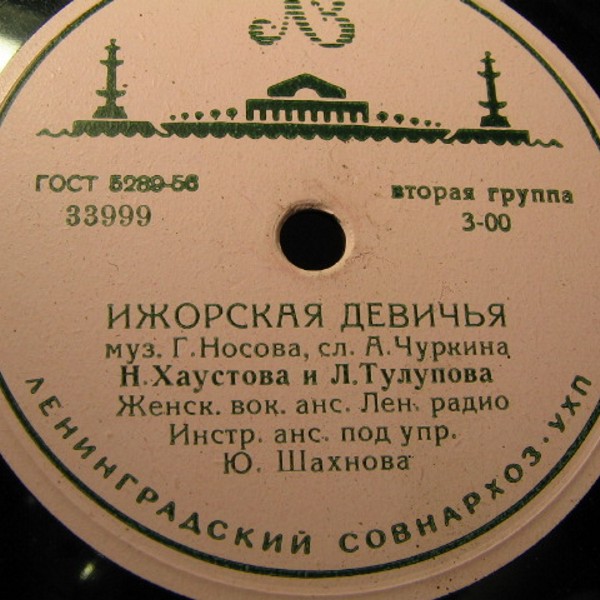 ГОСТ 5289-56
33999
вторая группа
3-00
ИЖОРСКАЯ ДЕВИЧЬЯ
муз. Г. Носова, сл. А. Чуркина
Н. Хаустова и Л. Тулупова
Женск. вок. анс. Лен. радио
Инстр. анс. под упр.
Ю. Шахнова
ЛЕНИНГРАДСКИЙ СОВНАРХОЗ · УХП